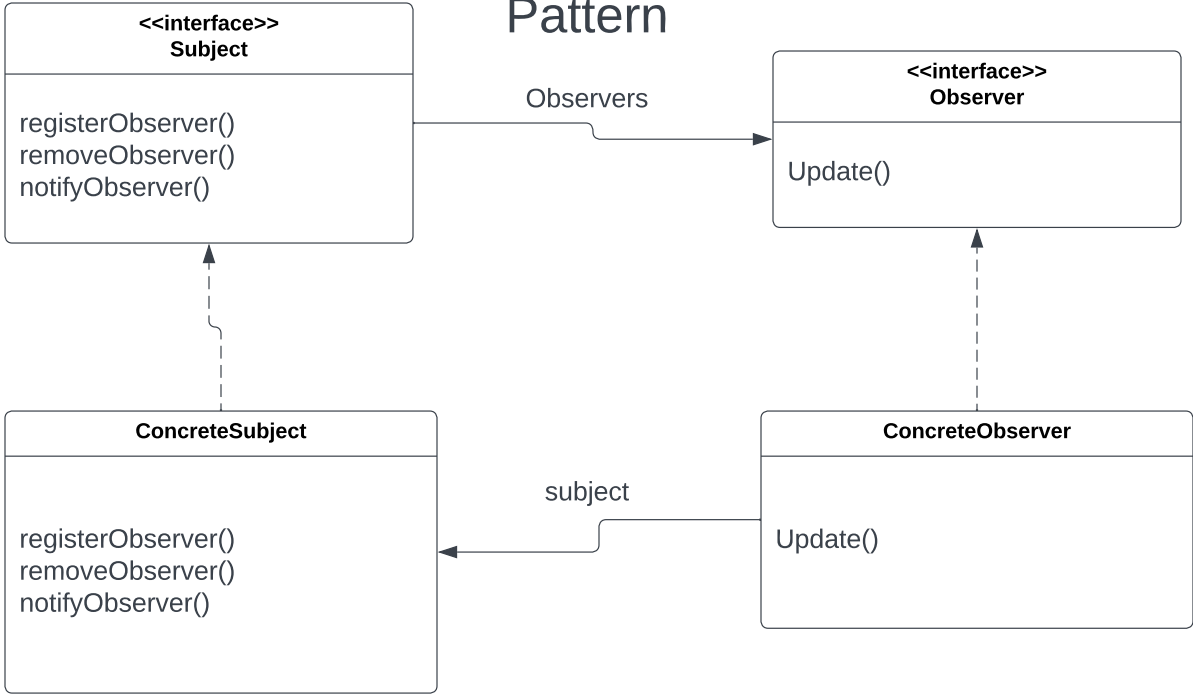 Pattern
<<interface>>
Subject
registerObserver()
removeObserver()
notifyObserver()
Observers
<<interface>>
Observer
Update()
ConcreteSubject
registerObserver()
removeObserver()
notifyObserver()
subject
ConcreteObserver
Update()